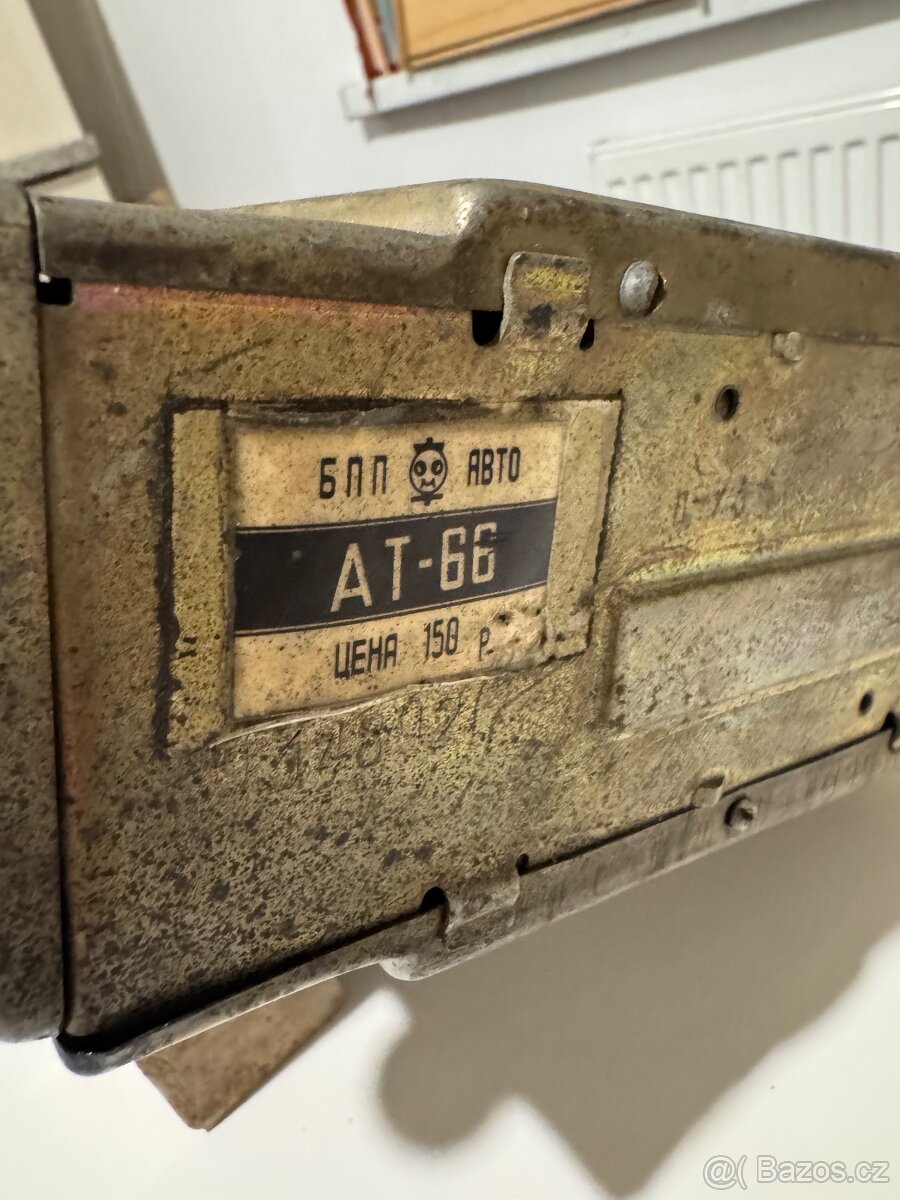 БПП АВТО
АТ-66
ЦЕНА 150 р.
@( Bazos.cz